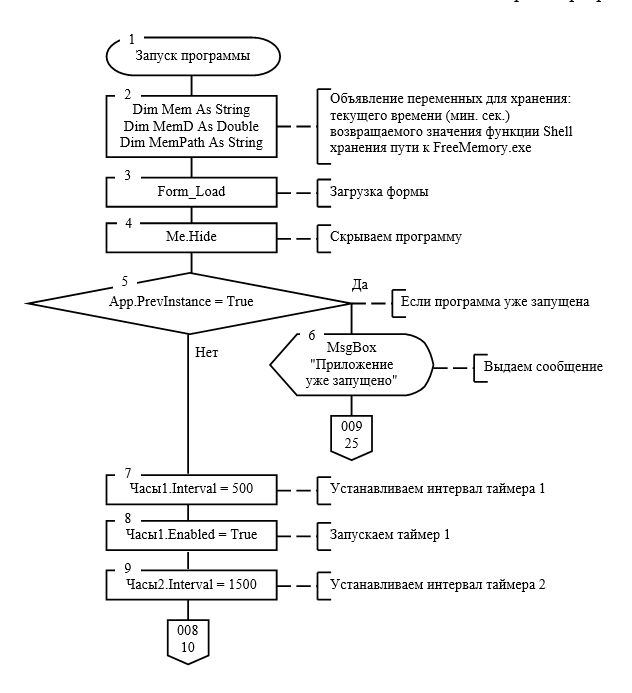 1
Запуск программы
2
Dim Mem As String
Dim MemD As Double
Dim MemPath As String
Объявление переменных для хранения:
текущего времени (мин. сек.)
возвращаемого значения функции Shell
хранения пути к FreeMemory.exe
3
Form_Load
Загрузка формы
4
Me.Hide
Скрываем программу
5
App.PrevInstance = True
Да
Если программа уже запущена
Нет
6
MsgBox
"Приложение
уже запущено"
Выдаем сообщение
009
25
7
Часы1.Interval = 500
Устанавливаем интервал таймера 1
8
Часы1.Enabled = True
Запускаем таймер 1
9
Часы2.Interval = 1500
Устанавливаем интервал таймера 2
008
10